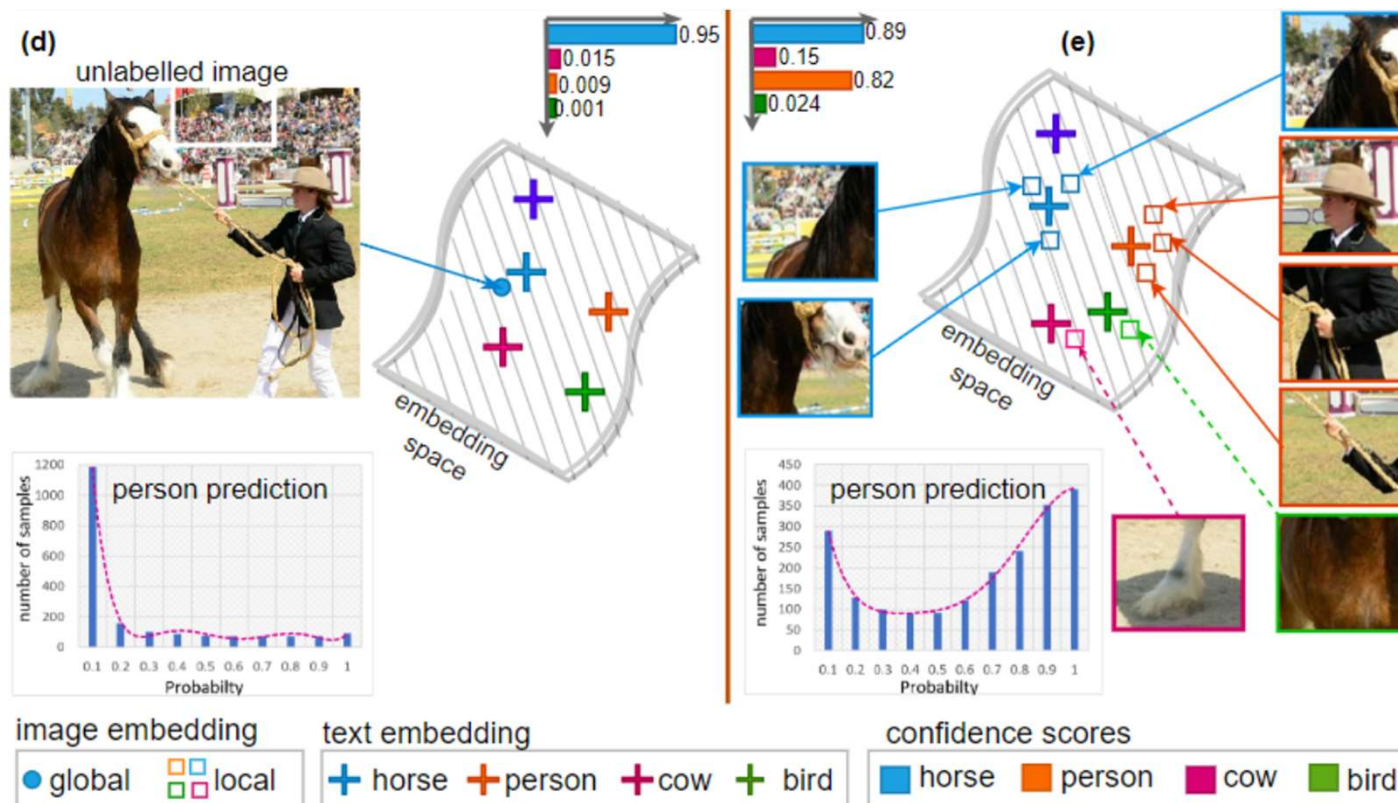 (d)
unlabelled image
0.95
0.015
0.009
0.001
embedding
space
person prediction
number of samples
1200
1000
800
600
400
200
0
0.1 0.2 0.3 0.4 0.5 0.6 0.7 0.8 0.9 1
Probabilty
(e)
0.89
0.15
0.82
0.024
embedding
space
person prediction
number of samples
450
400
350
300
250
200
150
100
50
0
0.1 0.2 0.3 0.4 0.5 0.6 0.7 0.8 0.9 1
Probabilty
image embedding
global local
text embedding
horse person cow bird
confidence scores
horse person cow bird